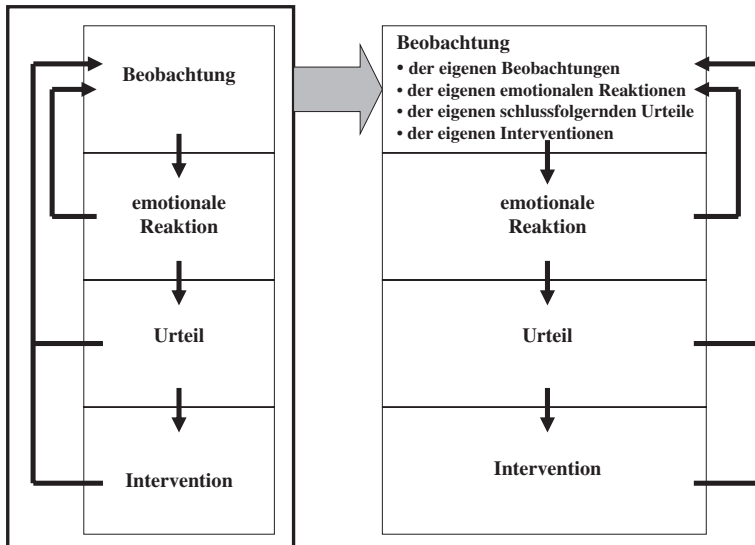 Beobachtung
emotionale
Reaktion
Urteil
Intervention
Beobachtung
• der eigenen Beobachtungen
• der eigenen emotionalen Reaktionen
• der eigenen schlussfolgernden Urteile
• der eigenen Interventionen
emotionale
Reaktion
Urteil
Intervention